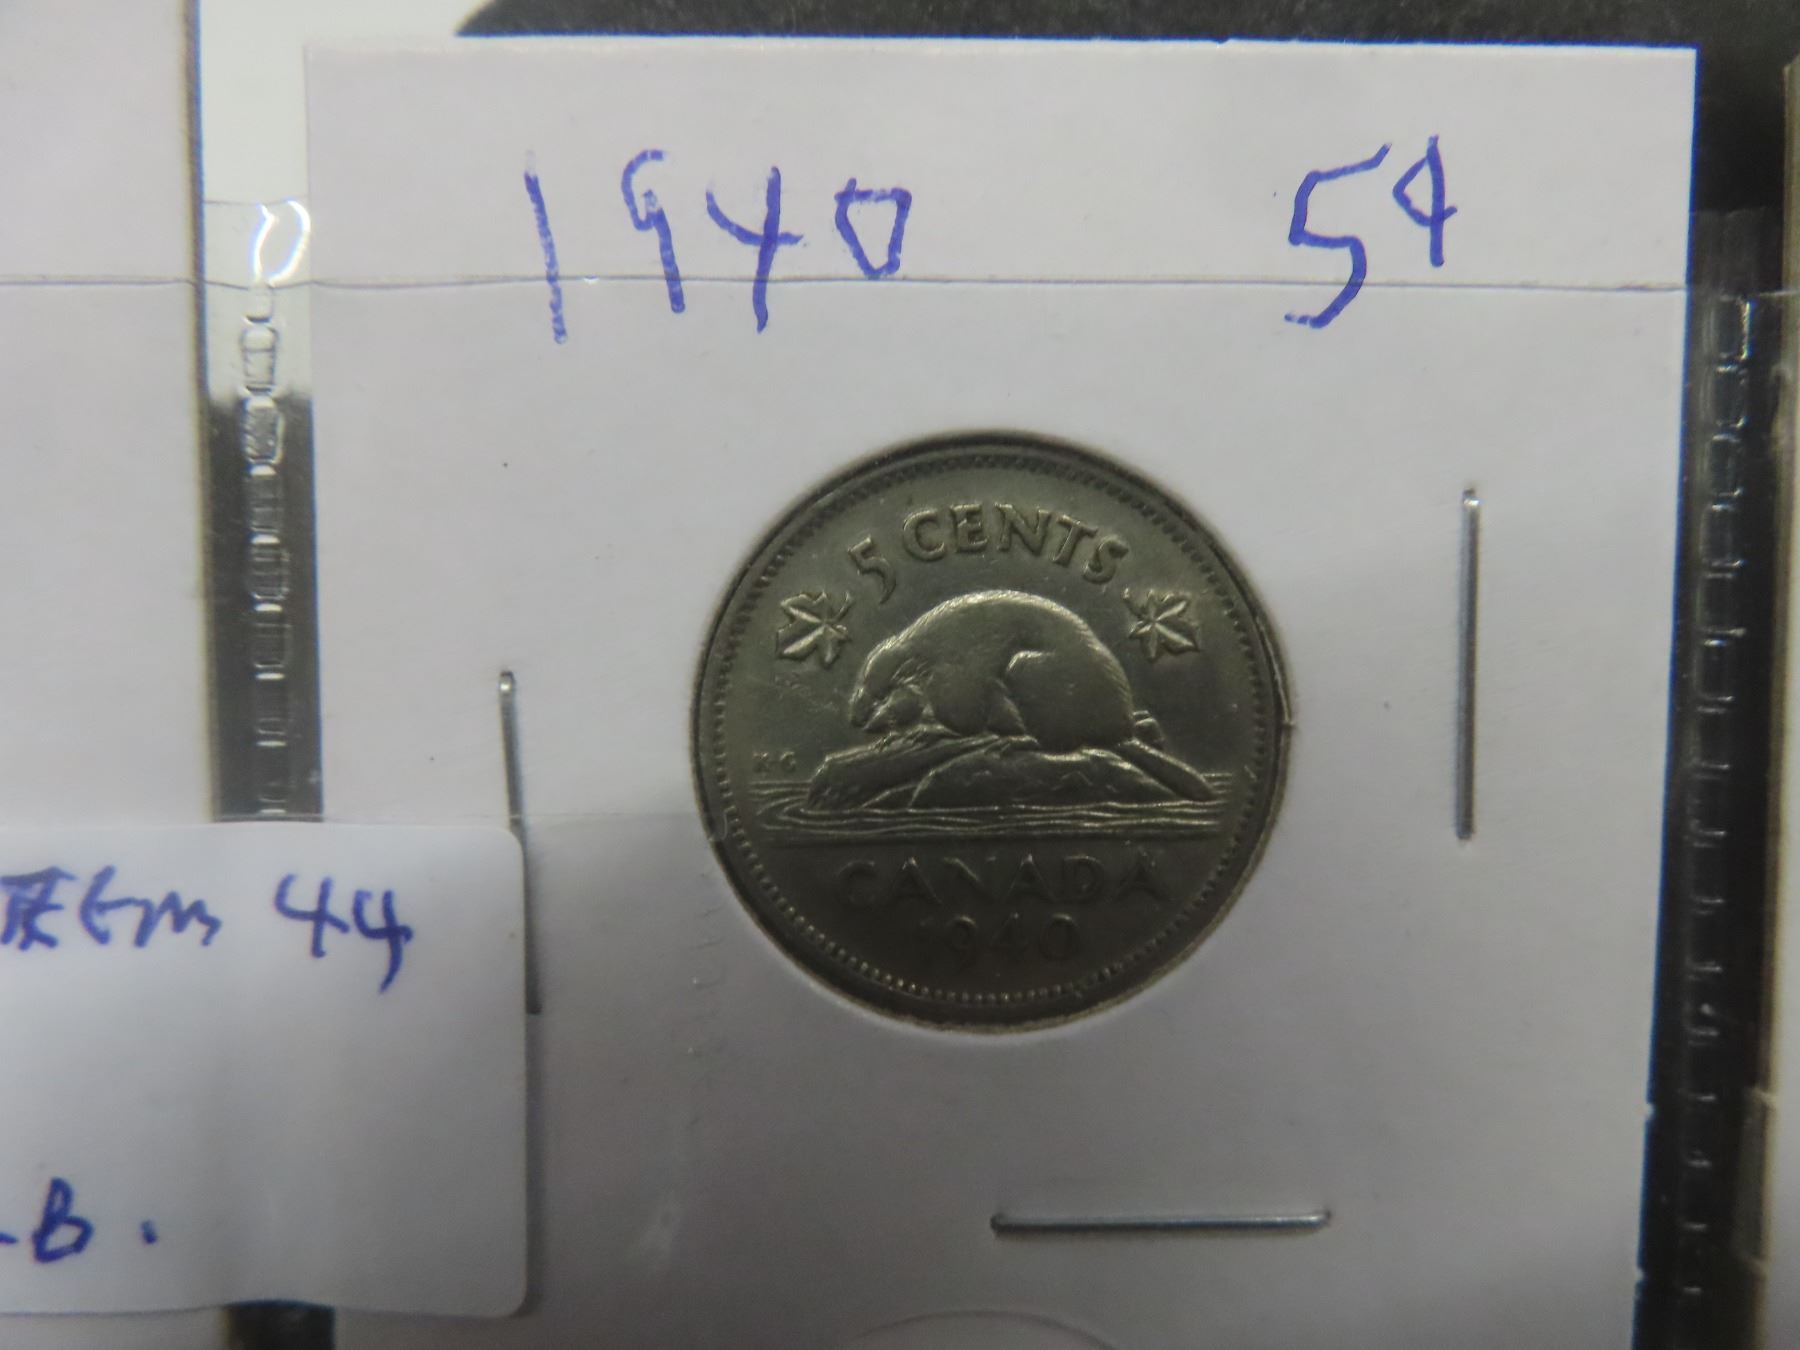 1940 5¢
5 CENTS
KG
CANADA
1940
Item 44
B.